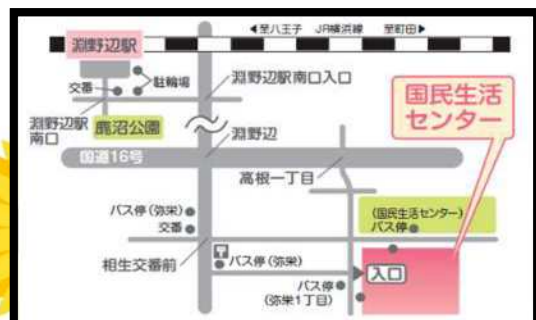 ◀至八王子 JR横浜線 至町田▶
淵野辺駅
交番
駐輪場
淵野辺駅南口入口
淵野辺駅
南口
鹿沼公園
国民生活
センター
淵野辺
国道16号
高根一丁目
バス停(弥栄)
交番
(国民生活センター)
バス停
相生交番前
バス停(弥栄)
入口
バス停
(弥栄1丁目)